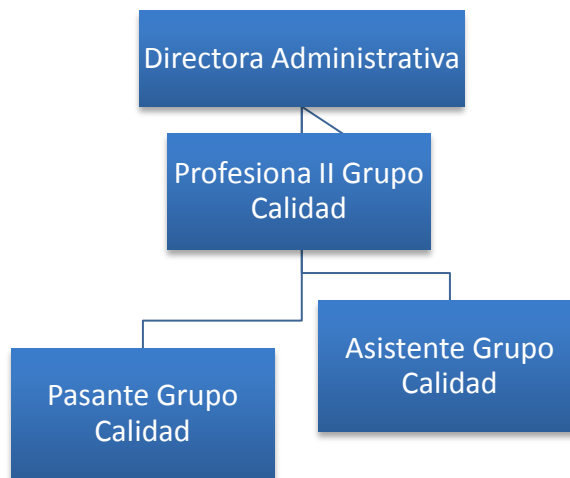 Directora Administrativa
Profesiona II Grupo
Calidad
Asistente Grupo
Calidad
Pasante Grupo
Calidad